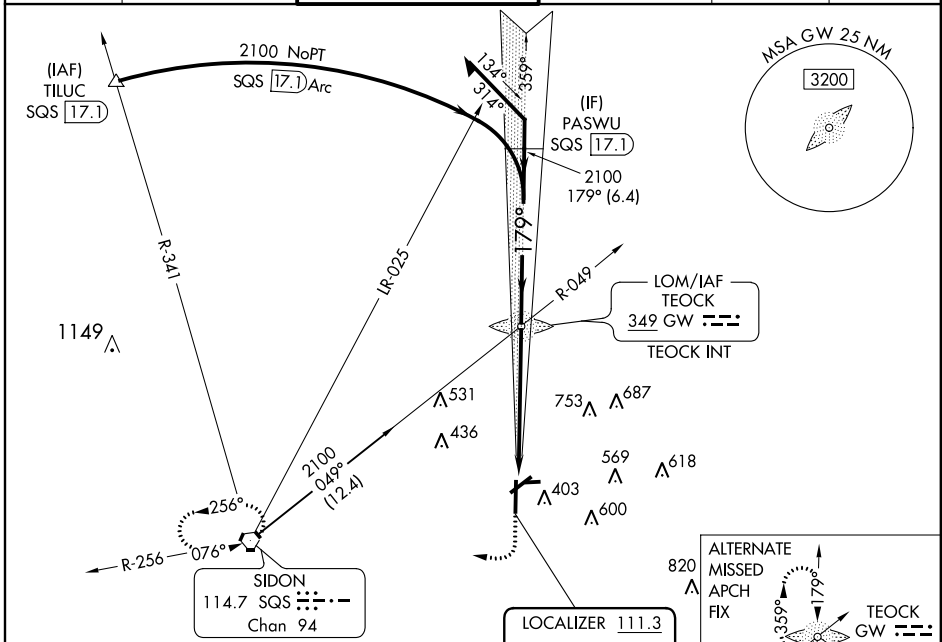 2100 NoPT
SQS 17.1 Arc
(IAF)
TILUC
SQS 17.1
134°
314°
359°
(IF)
PASWU
SQS 17.1
2100
179° (6.4)
MSA GW 25 NM
3200
179°
R-341
LR-025
R-049
LOM/IAF
TEOCK
349 GW
TEOCK INT
1149
531
436
753
687
569
618
403
600
820
2100
049°
(12.4)
256°
R-256
076°
SIDON
114.7 SQS
Chan 94
LOCALIZER 111.3
ALTERNATE
MISSED
APCH
FIX
359°
179°
TEOCK
GW